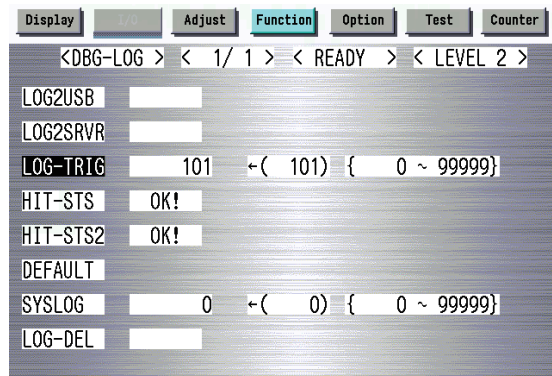 Display I/O Adjust Function Option Test Counter
<DBG-LOG > < 1/ 1 > < READY > < LEVEL 2 >
LOG2USB
LOG2SRVR
LOG-TRIG 101 ←( 101) { 0 ~ 99999}
HIT-STS OK!
HIT-STS2 OK!
DEFAULT
SYSLOG 0 ←( 0) { 0 ~ 99999}
LOG-DEL